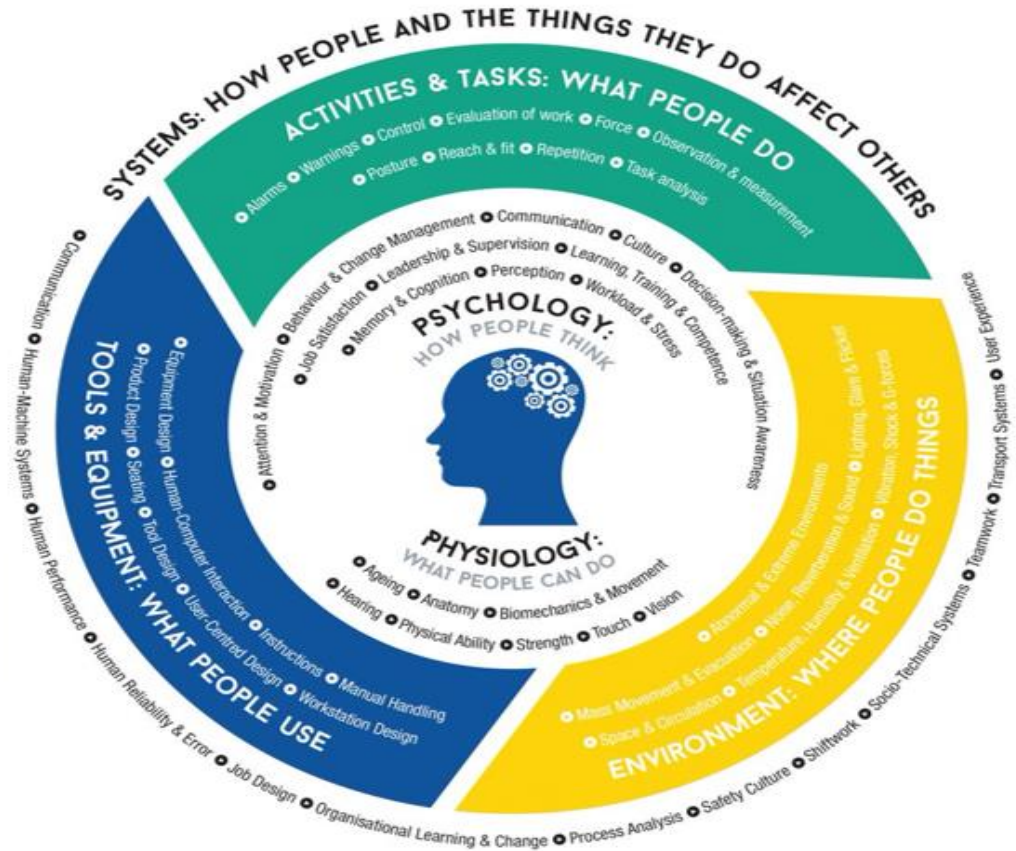 SYSTEMS: HOW PEOPLE AND THE THINGS THEY DO AFFECT OTHERS
ACTIVITIES & TASKS: WHAT PEOPLE DO
Alarms Warnings Control Evaluation of work Force Observation & measurement
Posture Reach & fit Repetition Task analysis
Attention & Motivation Behaviour & Change Management Communication Culture Decision-making & Situation Awareness
Job Satisfaction Leadership & Supervision Learning, Training & Competence
Memory & Cognition Perception Workload & Stress
PSYCHOLOGY:
HOW PEOPLE THINK
PHYSIOLOGY:
WHAT PEOPLE CAN DO
Ageing Anatomy Biomechanics & Movement
Hearing Physical Ability Strength Touch Vision
Equipment Design Human-Computer Interaction Instructions Manual Handling
Product Design Seating Tool Design User-Centred Design Workstation Design
TOOLS & EQUIPMENT: WHAT PEOPLE USE
Abnormal & Extreme Environments
Mass Movement & Evacuation Noise, Reverberation & Sound Lighting, Glare & Flicker
Space & Circulation Temperature, Humidity & Ventilation Vibration, Shock & G-forces
ENVIRONMENT: WHERE PEOPLE DO THINGS
Communication Human-Machine Systems Human Performance Human Reliability & Error Job Design Organisational Learning & Change Process Analysis Safety Culture Shiftwork Socio-Technical Systems Teamwork Transport Systems User Experience